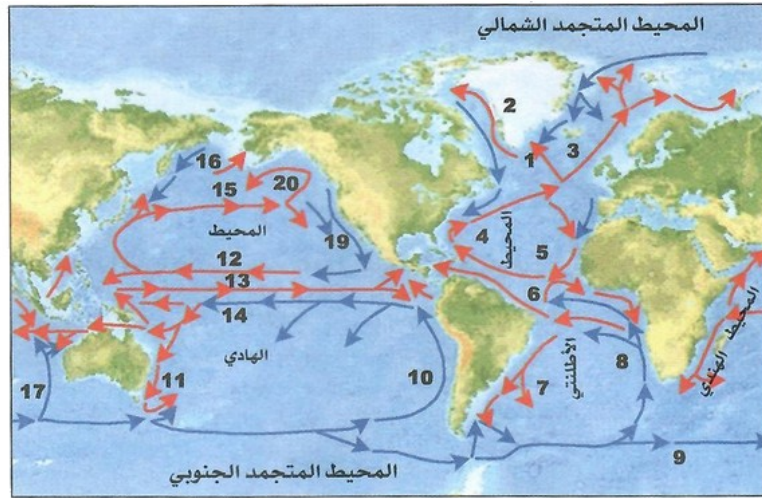 المحيط المتجمد الشمالي
2
1
3
16
15
20
المحيط
19
4
المحيط
5
12
13
6
14
الهادي
8
المحيط الهندي
17
11
10
7
الأطلنتي
9
المحيط المتجمد الجنوبي